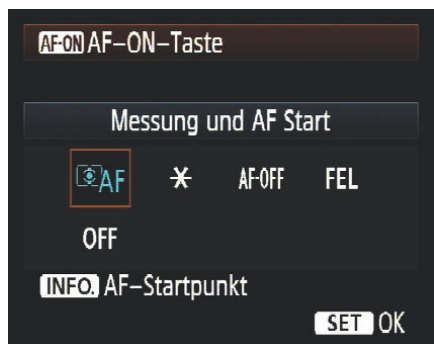 AF-ON AF-ON-Taste
Messung und AF Start
AF * AF-OFF FEL
OFF
INFO. AF-Startpunkt
SET OK